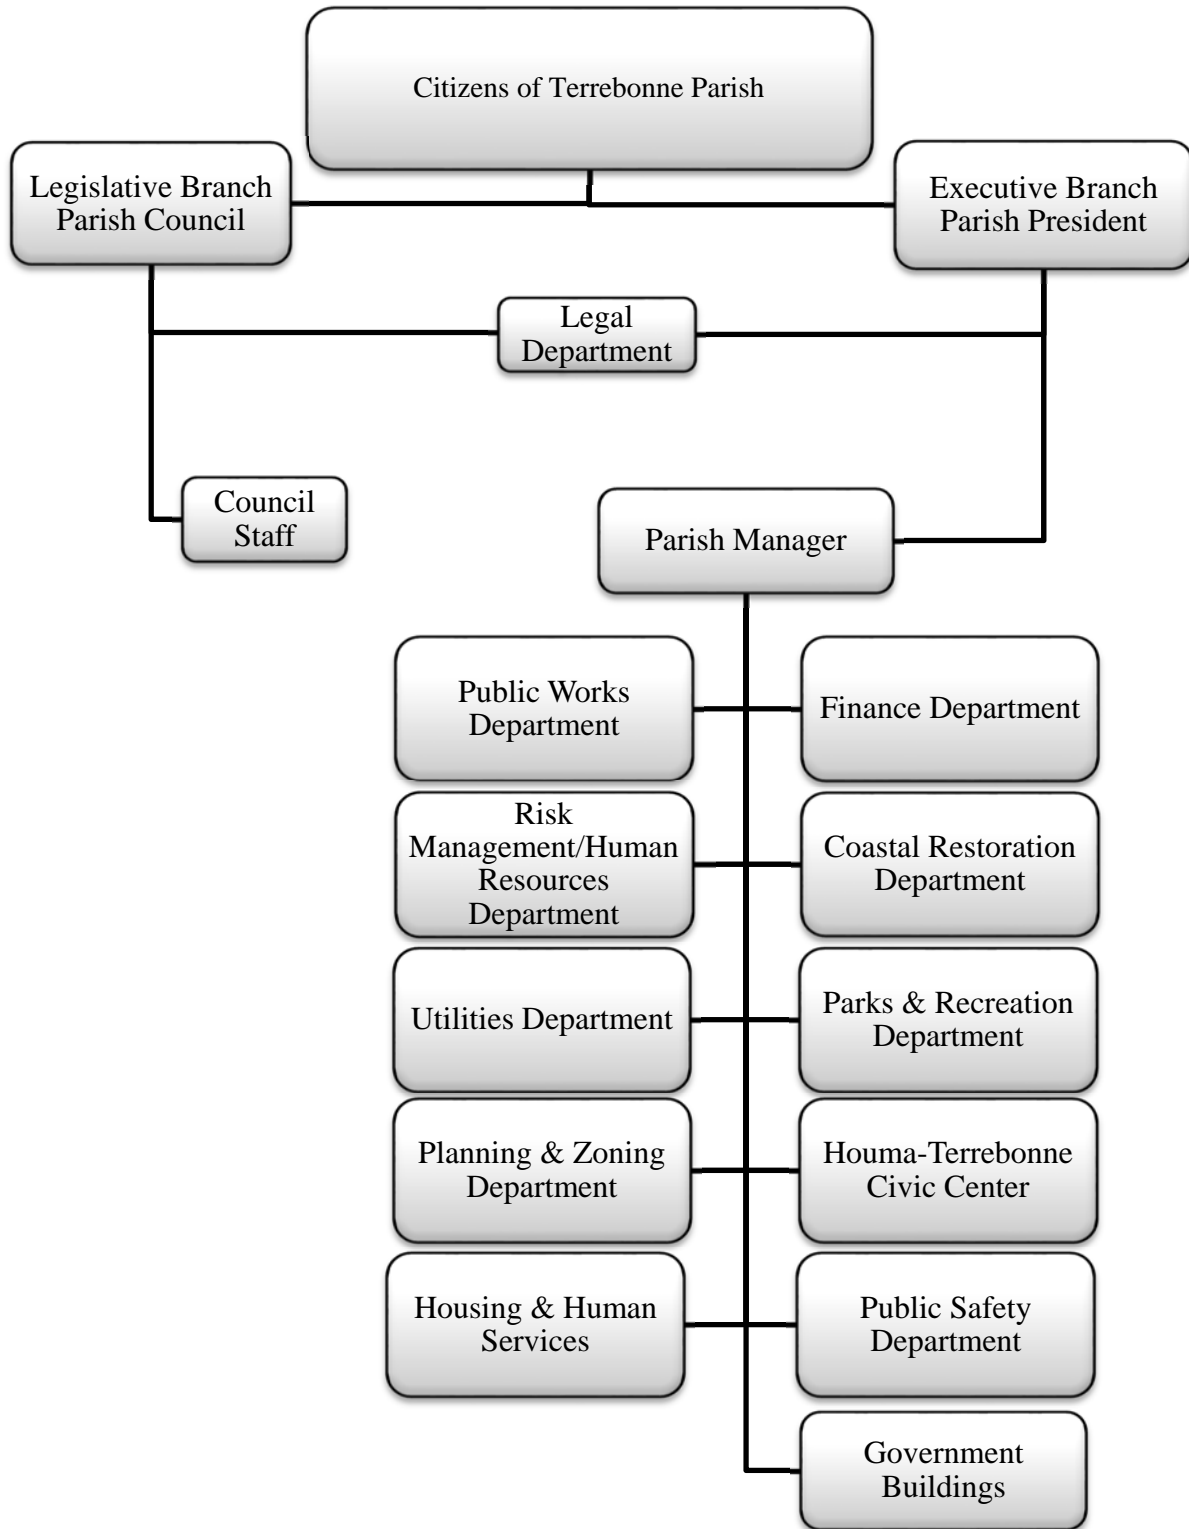 Citizens of Terrebonne Parish
Legislative Branch
Parish Council
Executive Branch
Parish President
Legal
Department
Council
Staff
Parish Manager
Public Works
Department
Finance Department
Risk
Management/Human
Resources
Department
Coastal Restoration
Department
Utilities Department
Parks & Recreation
Department
Planning & Zoning
Department
Houma-Terrebonne
Civic Center
Housing & Human
Services
Public Safety
Department
Government
Buildings